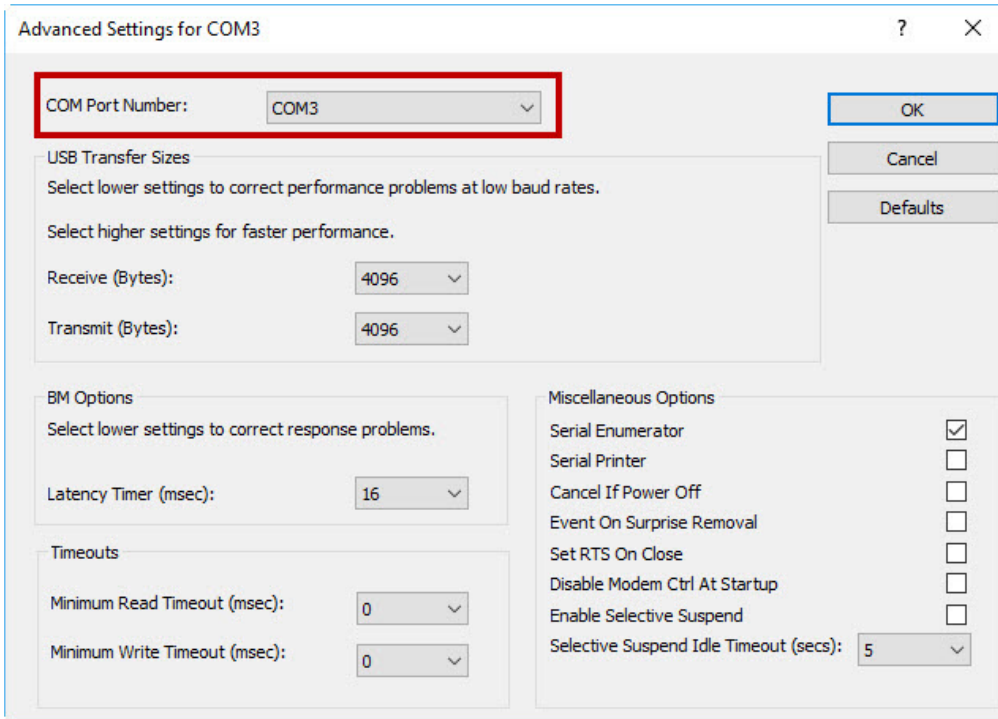 Advanced Settings for COM3
?
COM Port Number: COM3
OK
Cancel
Defaults
USB Transfer Sizes
Select lower settings to correct performance problems at low baud rates.
Select higher settings for faster performance.
Receive (Bytes): 4096
Transmit (Bytes): 4096
BM Options
Select lower settings to correct response problems.
Latency Timer (msec): 16
Timeouts
Minimum Read Timeout (msec): 0
Minimum Write Timeout (msec): 0
Miscellaneous Options
Serial Enumerator
Serial Printer
Cancel If Power Off
Event On Surprise Removal
Set RTS On Close
Disable Modem Ctrl At Startup
Enable Selective Suspend
Selective Suspend Idle Timeout (secs): 5